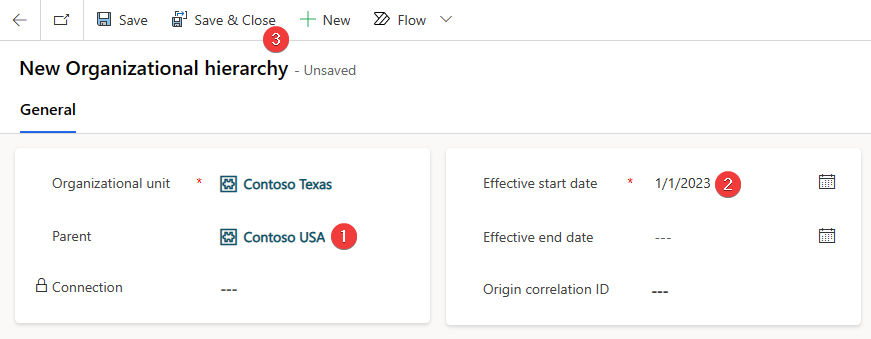 Save Save & Close New Flow
3
New Organizational hierarchy - Unsaved
General
Organizational unit * Contoso Texas
Parent Contoso USA 1
Connection ---
Effective start date * 1/1/2023 2
Effective end date ---
Origin correlation ID ---